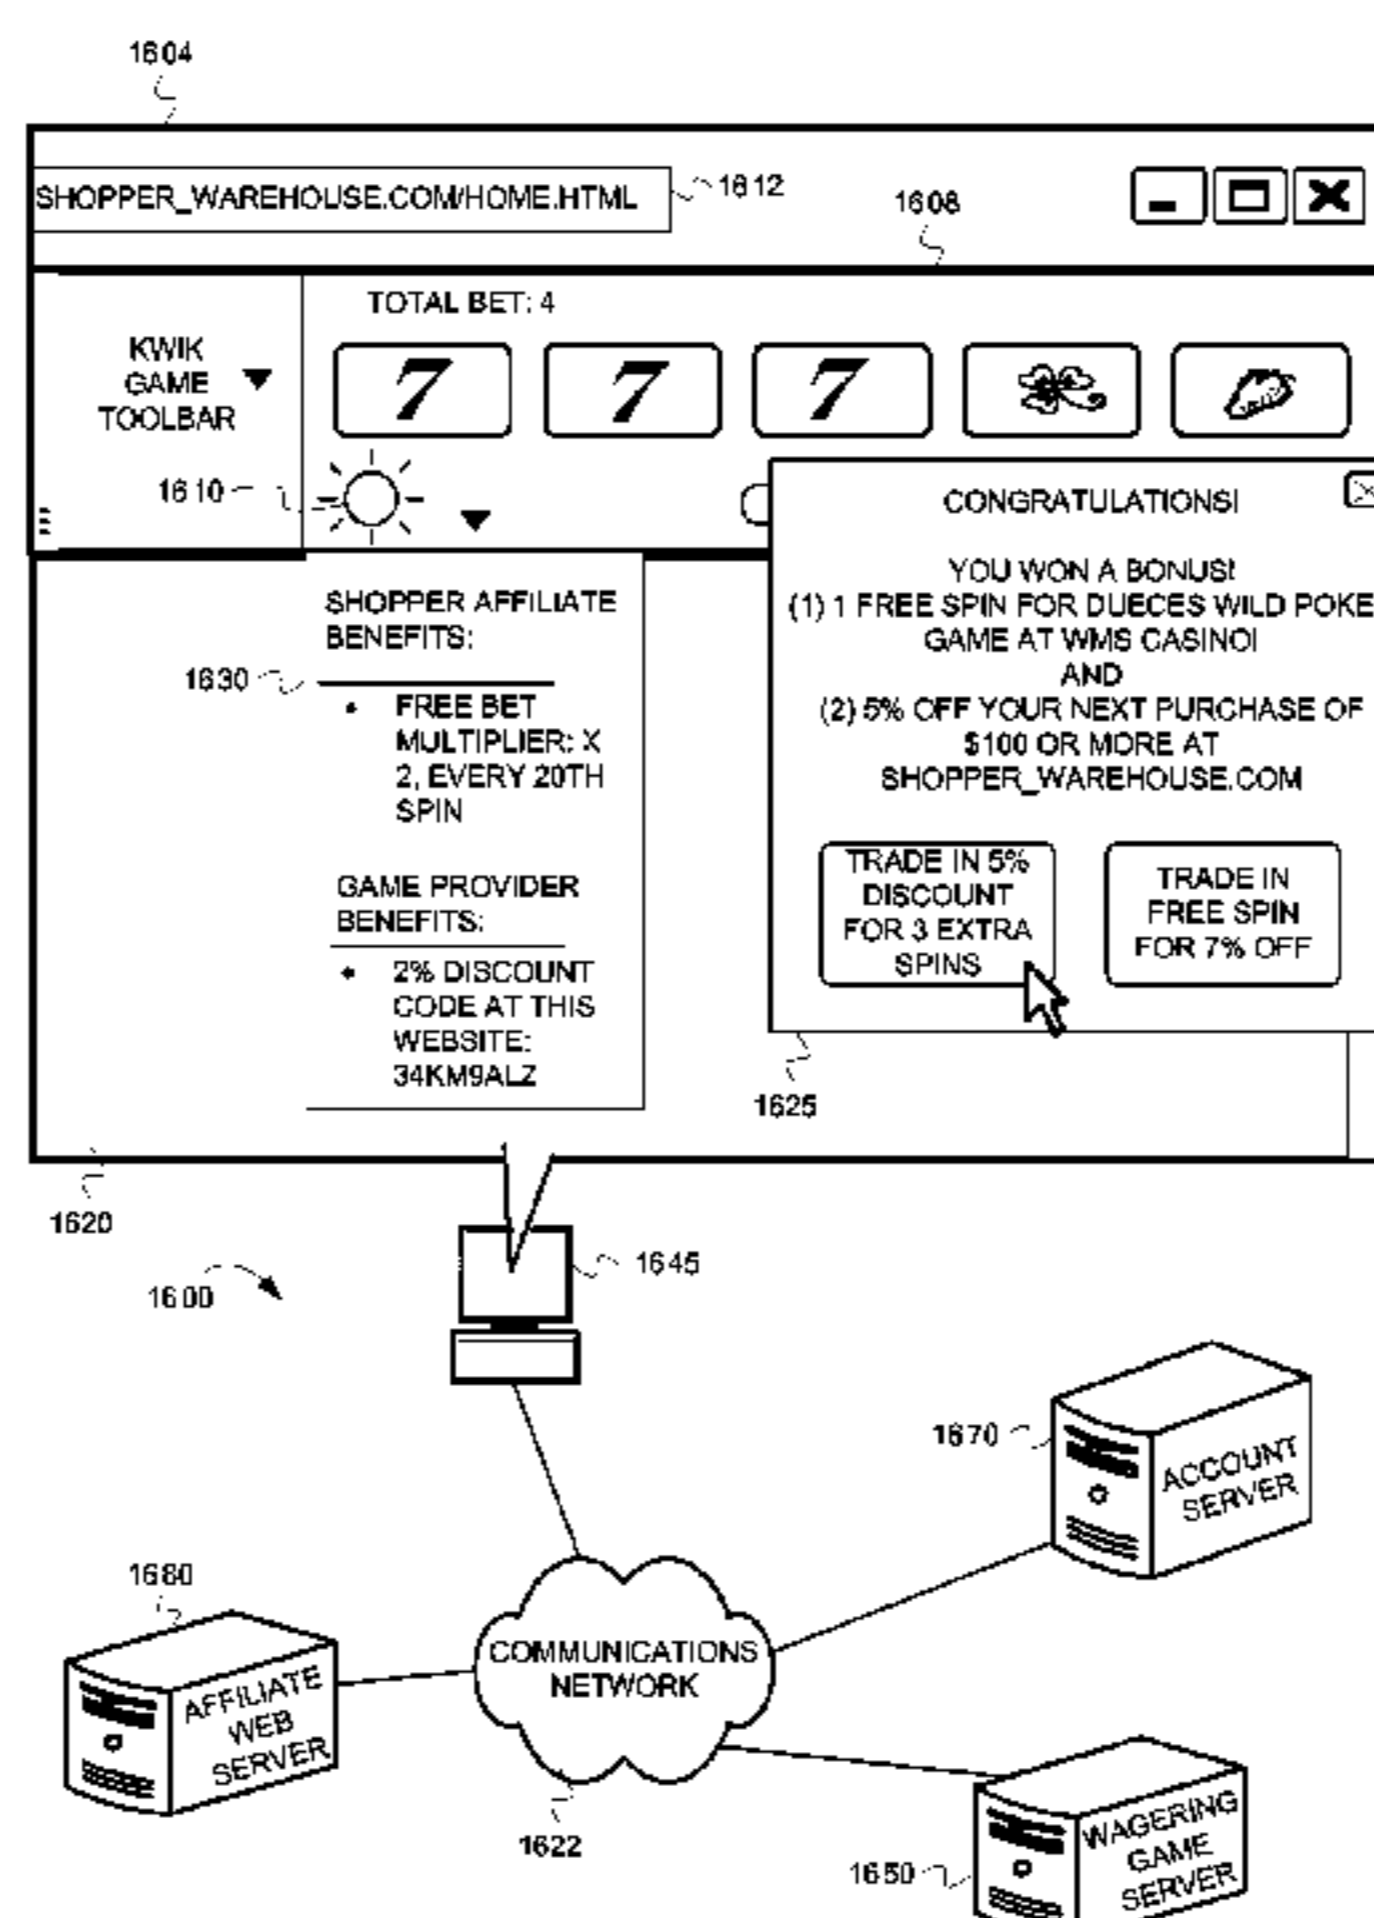 1604
SHOPPER_WAREHOUSE.COM/HOME.HTML
1612
1608
TOTAL BET: 4
KWIK
GAME
TOOLBAR
7 7 7
1610
CONGRATULATIONS!
YOU WON A BONUS!
(1) 1 FREE SPIN FOR DUECES WILD POKE
GAME AT WMS CASINO!
AND
(2) 5% OFF YOUR NEXT PURCHASE OF
$100 OR MORE AT
SHOPPER_WAREHOUSE.COM
TRADE IN 5%
DISCOUNT
FOR 3 EXTRA
SPINS
TRADE IN
FREE SPIN
FOR 7% OFF
1625
SHOPPER AFFILIATE
BENEFITS:
1630
• FREE BET
MULTIPLIER: X
2, EVERY 20TH
SPIN
GAME PROVIDER
BENEFITS:
• 2% DISCOUNT
CODE AT THIS
WEBSITE:
34KM9ALZ
1620
1645
1600
1670
ACCOUNT
SERVER
1680
AFFILIATE
WEB
SERVER
COMMUNICATIONS
NETWORK
1622
1650
WAGERING
GAME
SERVER